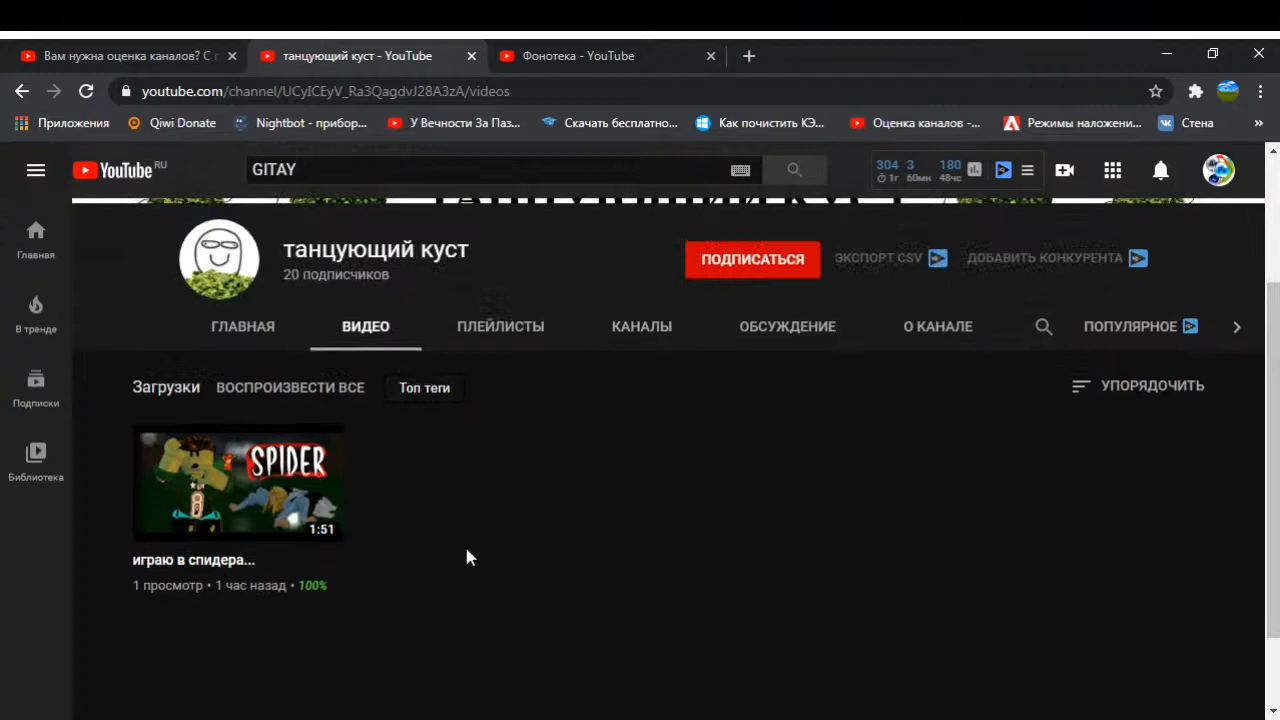 Вам нужна оценка каналов? С г
танцующий куст - YouTube
Фонотека - YouTube
youtube.com/channel/UCyICEyV_Ra3QagdvJ28A3zA/videos
Приложения
Qiwi Donate
Nightbot - прибор...
У Вечности За Паз...
Скачать бесплатно...
Как почистить КЭ...
Оценка каналов -...
Режимы наложени...
Стена
YouTube RU
GITAY
304 3 180
1г 60мн 48чс
танцующий куст
20 подписчиков
ПОДПИСАТЬСЯ
ЭКСПОРТ CSV
ДОБАВИТЬ КОНКУРЕНТА
ГЛАВНАЯ
ВИДЕО
ПЛЕЙЛИСТЫ
КАНАЛЫ
ОБСУЖДЕНИЕ
О КАНАЛЕ
ПОПУЛЯРНОЕ
Главная
В тренде
Подписки
Библиотека
Загрузки
ВОСПРОИЗВЕСТИ ВСЕ
Топ теги
УПОРЯДОЧИТЬ
SPIDER
8
1:51
играю в спидера...
1 просмотр • 1 час назад • 100%